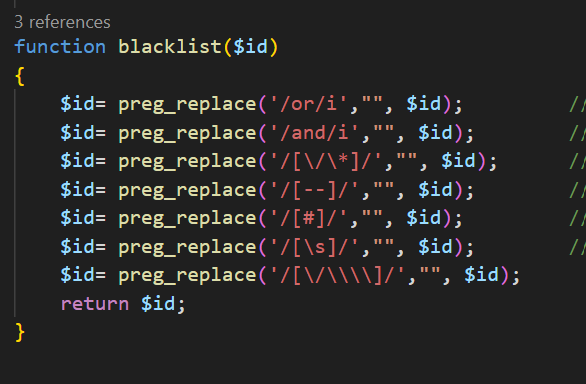 3 references
function blacklist($id)
{
$id= preg_replace('/or/i',"", $id); //
$id= preg_replace('/and/i',"", $id); //
$id= preg_replace('/[\/\*]/',"", $id); //
$id= preg_replace('/[--]/',"", $id); //
$id= preg_replace('/[#]/',"", $id); //
$id= preg_replace('/[\s]/',"", $id); //
$id= preg_replace('/[\/\\\\]/',"", $id);
return $id;
}